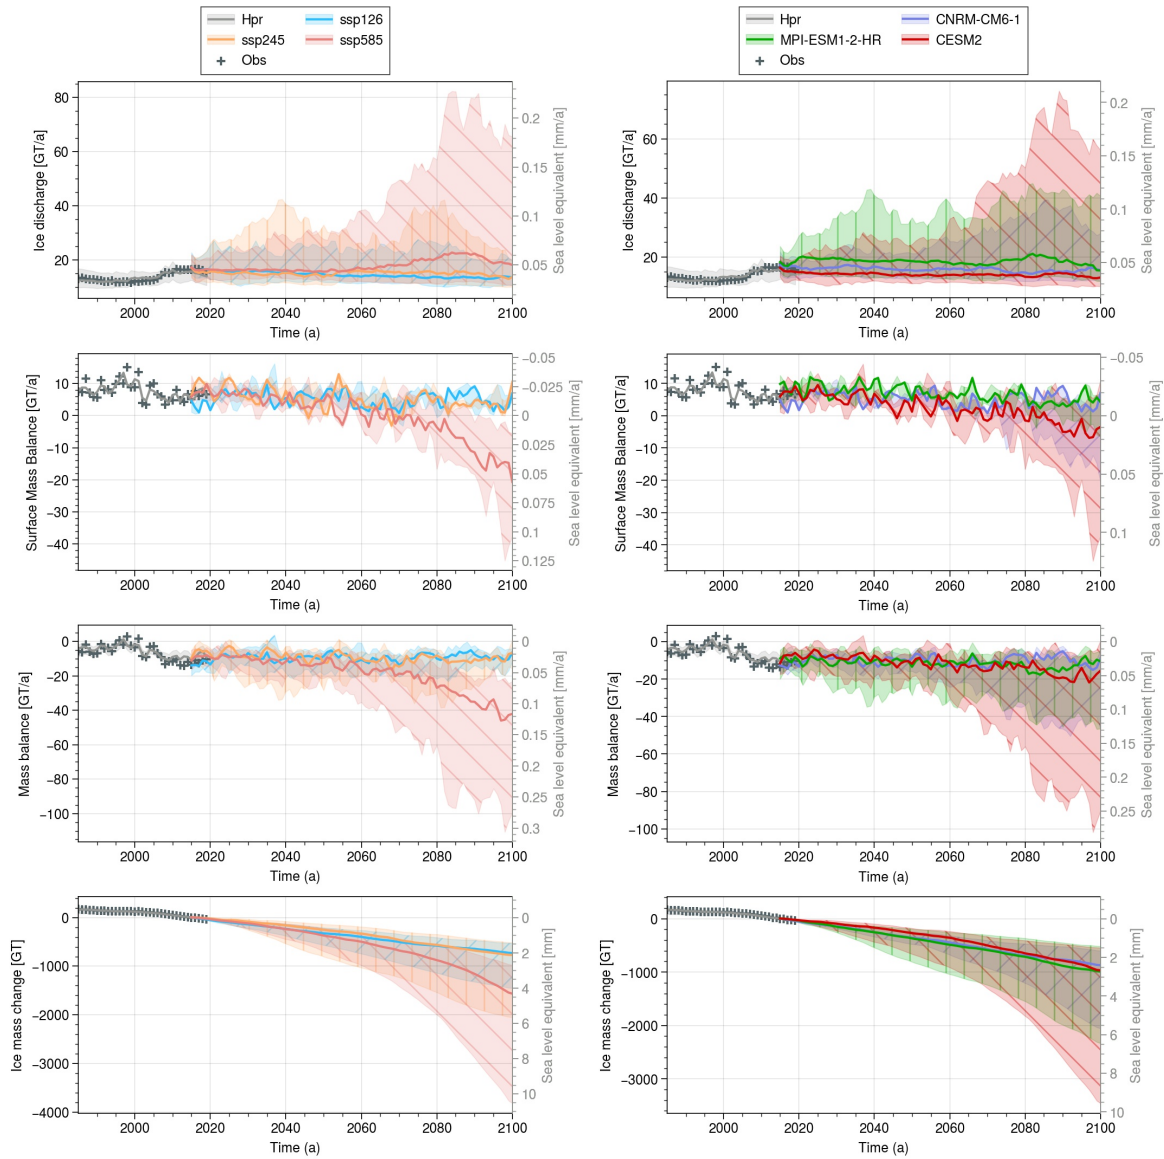 Hpr ssp126
ssp245 ssp585
Obs
Hpr CNRM-CM6-1
MPI-ESM1-2-HR CESM2
Obs
Ice discharge [GT/a]
80
60
40
20
0.2
0.15
0.1
0.05
Sea level equivalent [mm/a]
2000 2020 2040 2060 2080 2100
Time (a)
Ice discharge [GT/a]
60
40
20
0.2
0.15
0.1
0.05
Sea level equivalent [mm/a]
2000 2020 2040 2060 2080 2100
Time (a)
Surface Mass Balance [GT/a]
10
0
−10
−20
−30
−40
−0.05
−0.025
0
0.025
0.05
0.075
0.1
0.125
Sea level equivalent [mm/a]
2000 2020 2040 2060 2080 2100
Time (a)
Surface Mass Balance [GT/a]
10
0
−10
−20
−30
−40
−0.05
0
0.05
0.1
Sea level equivalent [mm/a]
2000 2020 2040 2060 2080 2100
Time (a)
Mass balance [GT/a]
0
−20
−40
−60
−80
−100
0
0.05
0.1
0.15
0.2
0.25
0.3
Sea level equivalent [mm/a]
2000 2020 2040 2060 2080 2100
Time (a)
Mass balance [GT/a]
0
−20
−40
−60
−80
−100
0
0.05
0.1
0.15
0.2
0.25
Sea level equivalent [mm/a]
2000 2020 2040 2060 2080 2100
Time (a)
Ice mass change [GT]
0
−1000
−2000
−3000
−4000
0
2
4
6
8
10
Sea level equivalent [mm]
2000 2020 2040 2060 2080 2100
Time (a)
Ice mass change [GT]
0
−1000
−2000
−3000
0
2
4
6
8
10
Sea level equivalent [mm]
2000 2020 2040 2060 2080 2100
Time (a)